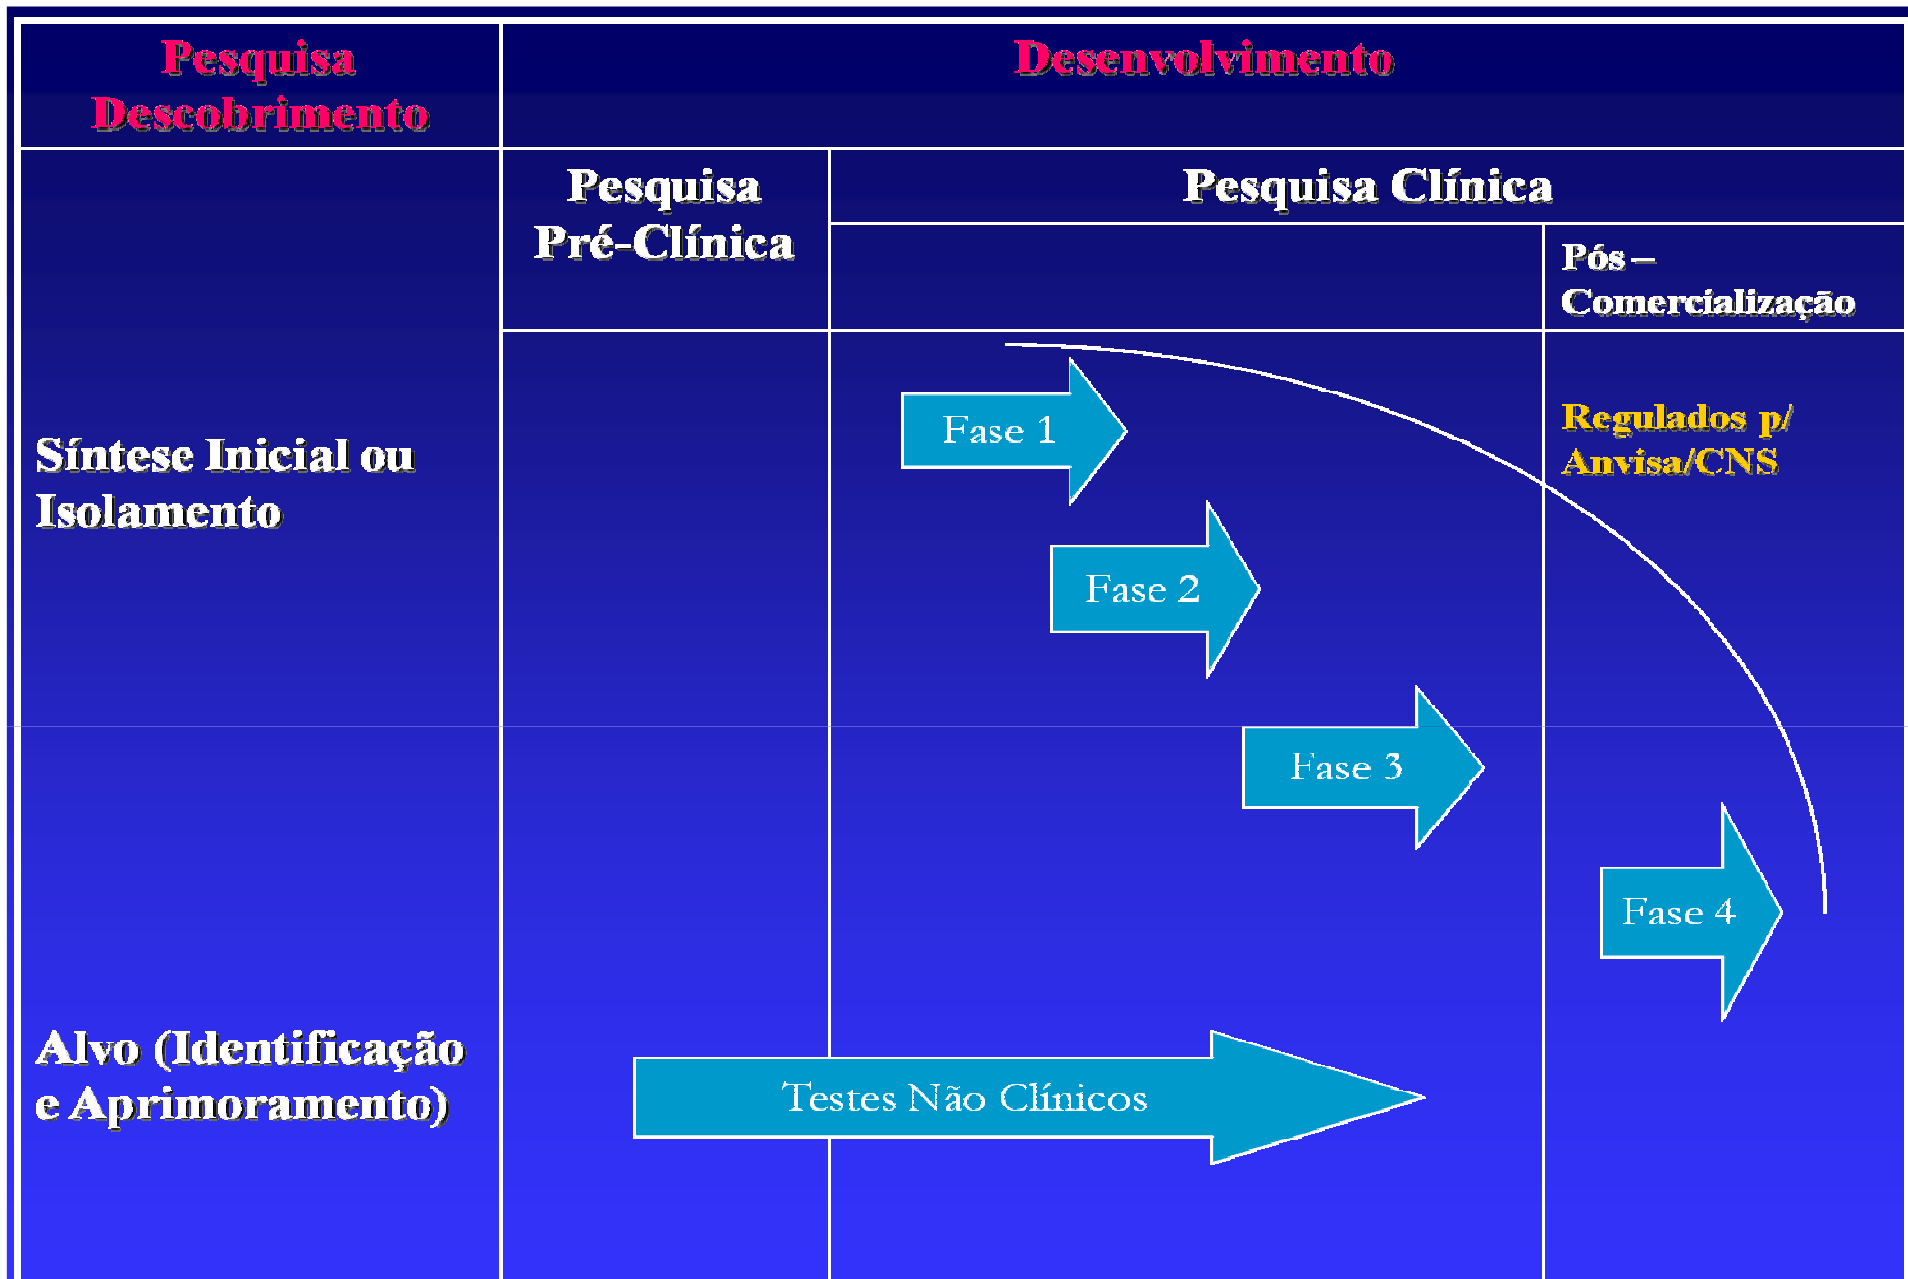 Pesquisa
Descobrimento
Desenvolvimento
Pesquisa
Pré-Clínica
Pesquisa Clínica
Pós –
Comercialização
Síntese Inicial ou
Isolamento
Fase 1
Regulados p/
Anvisa/CNS
Fase 2
Fase 3
Fase 4
Alvo (Identificação
e Aprimoramento)
Testes Não Clínicos